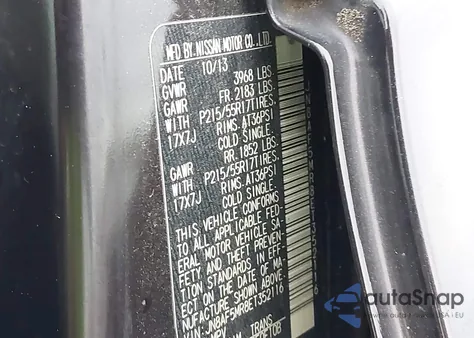 MFD BY NISSAN MOTOR CO., LTD.
DATE 10/13
GVWR 3968 LBS.
GAWR FR. 2183 LBS.
WITH P215/55R17TIRES.
17X7J RIMS. AT36PSI
COLD SINGLE.
GAWR RR. 1852 LBS.
WITH P215/55R17TIRES.
17X7J RIMS. AT36PSI
COLD SINGLE.
THIS VEHICLE CONFORMS
TO ALL APPLICABLE FED-
ERAL MOTOR VEHICLE SA-
FETY AND THEFT PREVENTION
STANDARDS IN EFF-
ECT ON THE DATE OF MA-
NUFACTURE SHOWN ABOVE.
V.I.N: JN8AF5MR8ET352116
MPV
TRANS
autoSnap